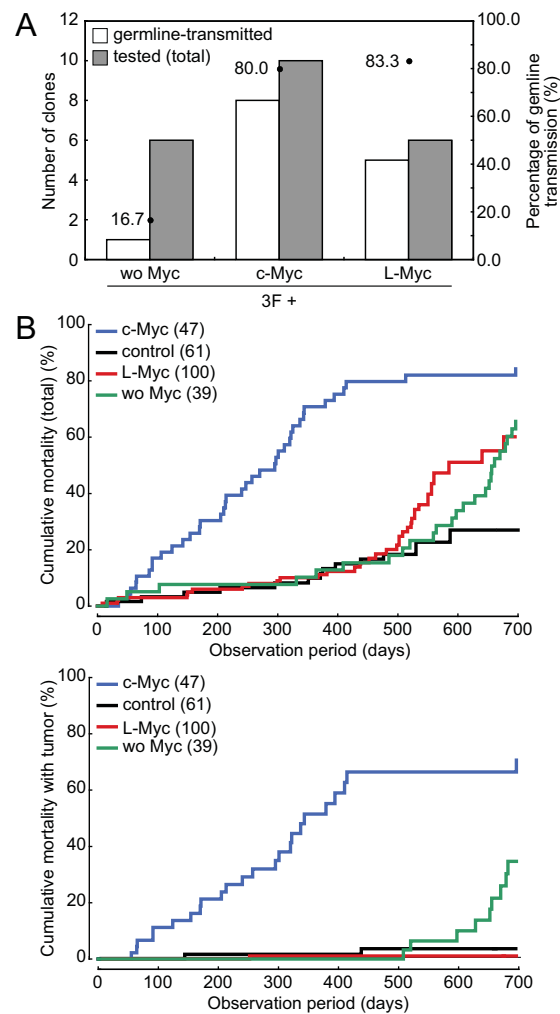 A
germline-transmitted
tested (total)
Number of clones
12
10
8
6
4
2
0
16.7
80.0
83.3
100.0
80.0
60.0
40.0
20.0
0.0
Percentage of gemline
transmission (%)
wo Myc
c-Myc
L-Myc
3F +
B
Cumulative mortality (total) (%)
100
80
60
40
20
0
c-Myc (47)
control (61)
L-Myc (100)
wo Myc (39)
0 100 200 300 400 500 600 700
Observation period (days)
Cumulative mortality with tumor (%)
100
80
60
40
20
0
c-Myc (47)
control (61)
L-Myc (100)
wo Myc (39)
0 100 200 300 400 500 600 700
Observation period (days)